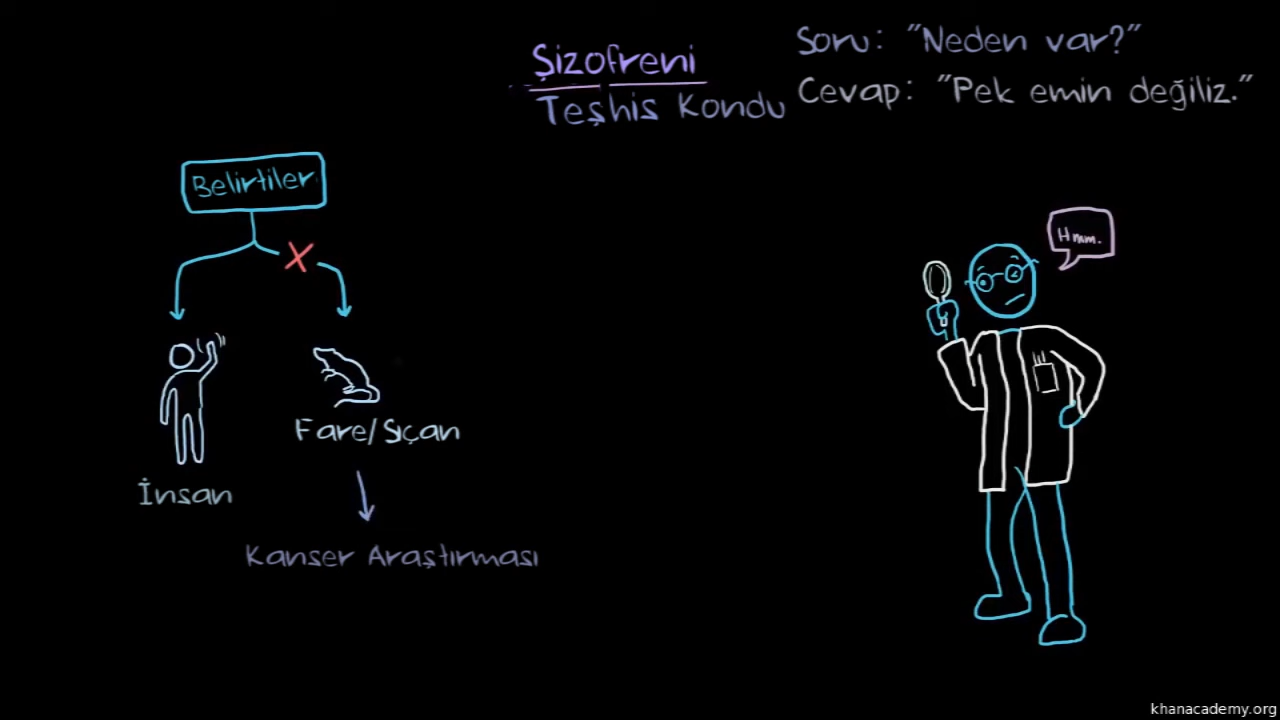 Şizofreni
Teşhis Kondu
Soru: "Neden var?"
Cevap: "Pek emin değiliz."
Belirtiler
Hmm.
Fare/Sıçan
İnsan
Kanser Araştırması
khanacademy.org